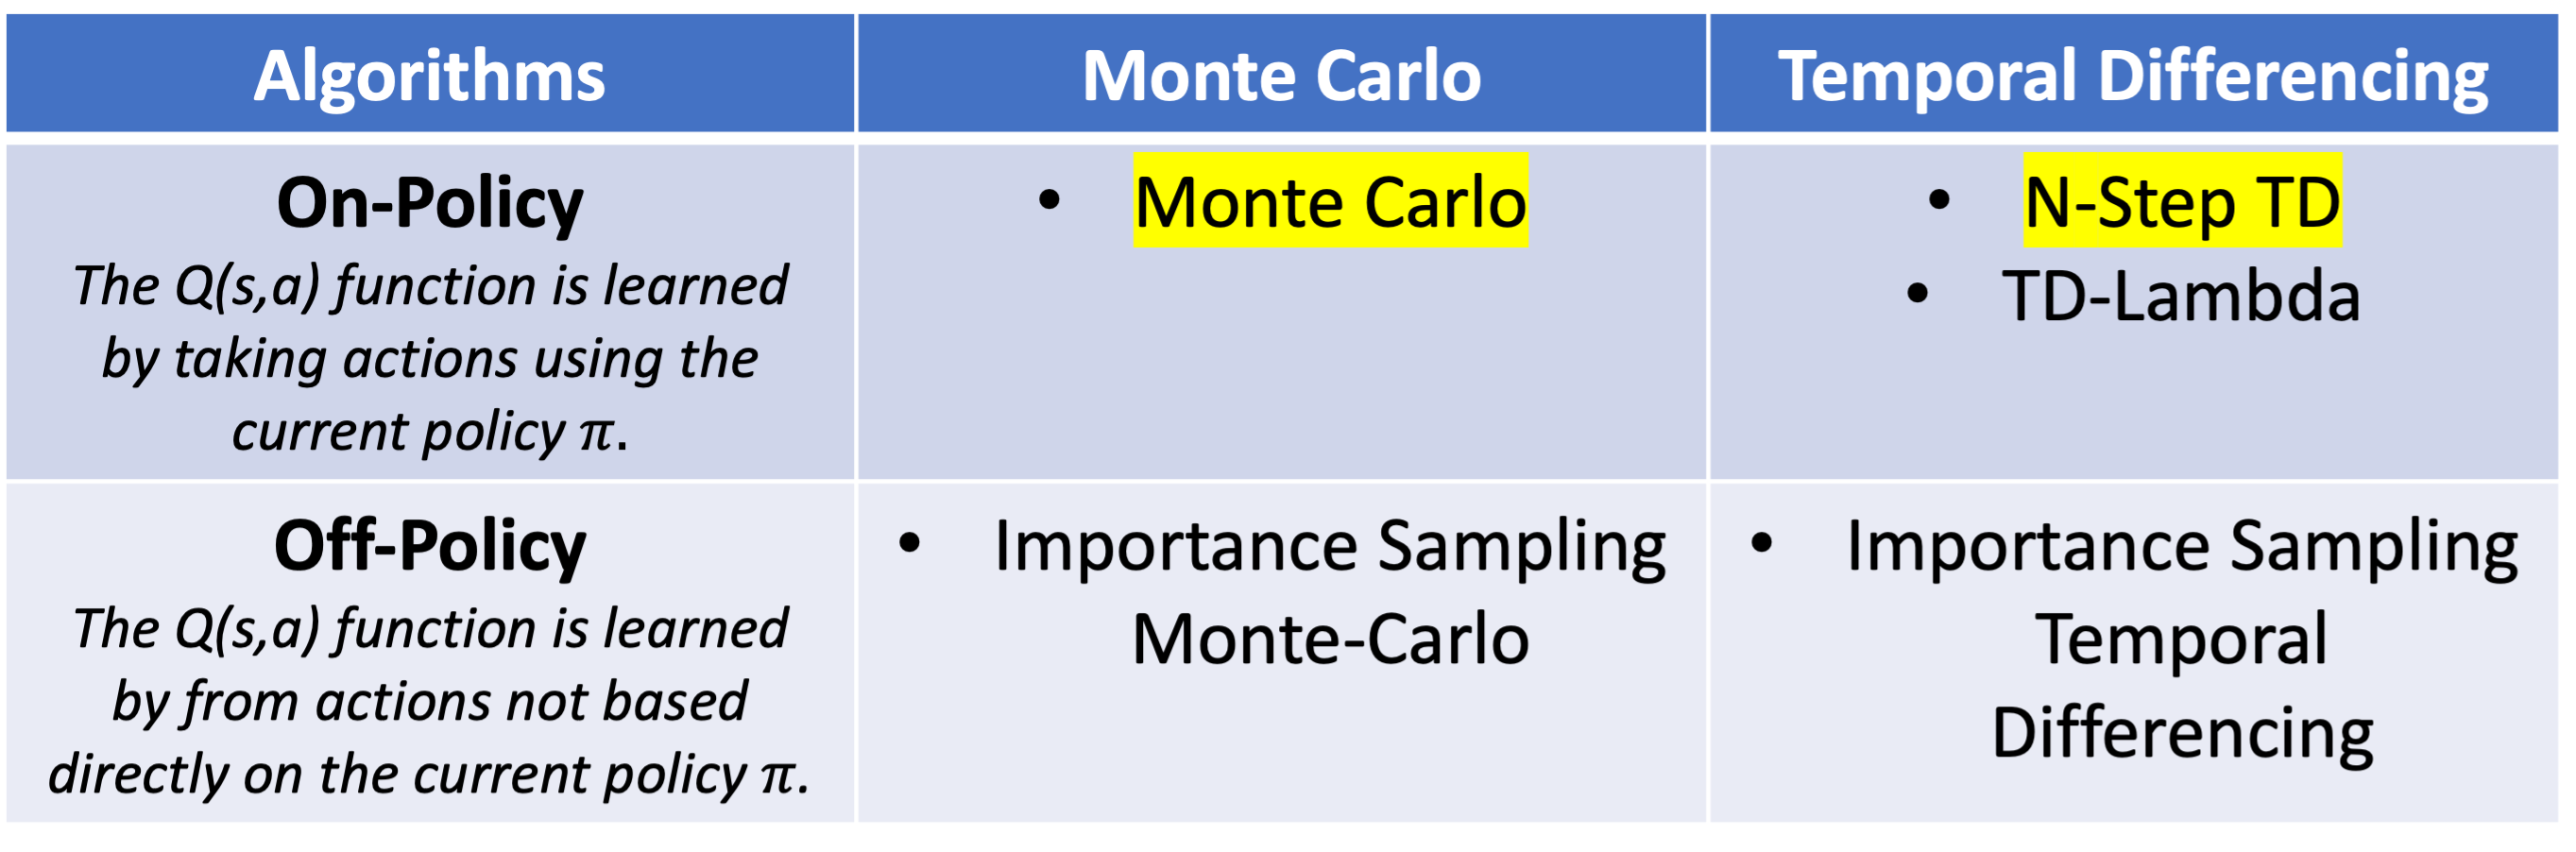 Algorithms
Monte Carlo
Temporal Differencing
On-Policy
The Q(s,a) function is learned
by taking actions using the
current policy π.
• Monte Carlo
• N-Step TD
• TD-Lambda
Off-Policy
The Q(s,a) function is learned
by from actions not based
directly on the current policy π.
• Importance Sampling
Monte-Carlo
• Importance Sampling
Temporal
Differencing